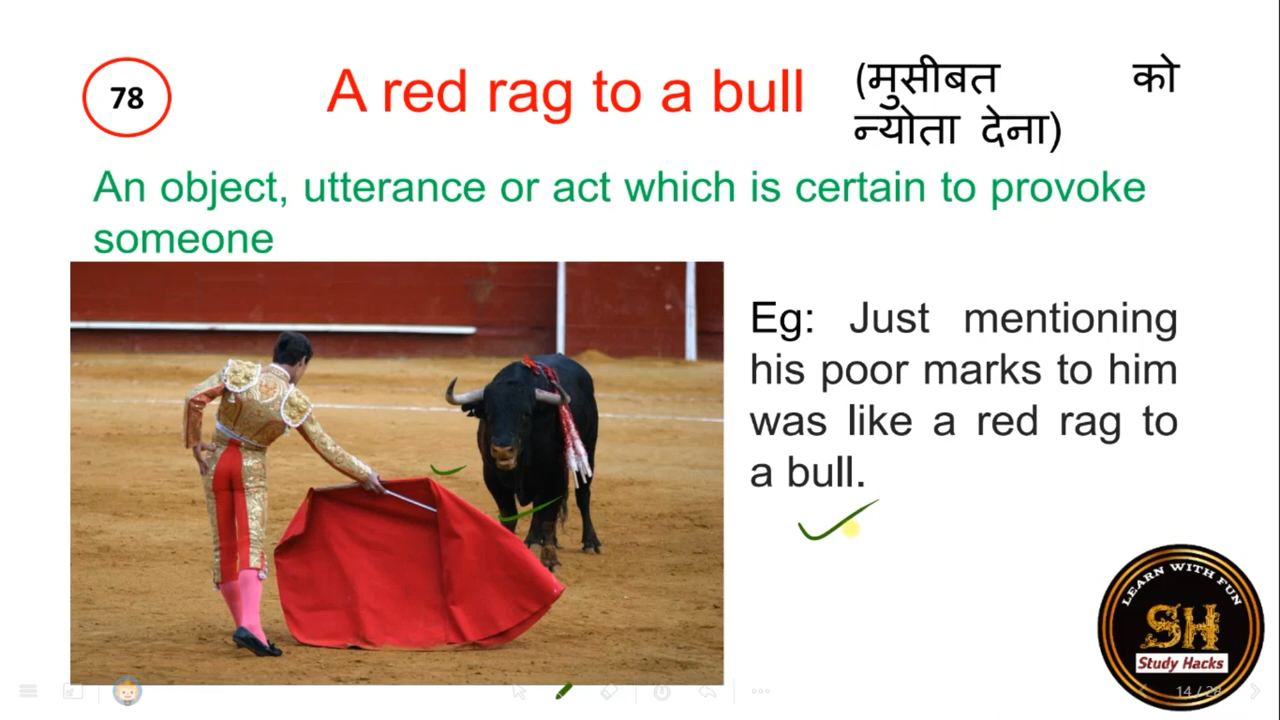 78
A red rag to a bull
(मुसीबत को
न्योता देना)
An object, utterance or act which is certain to provoke
someone
Eg: Just mentioning
his poor marks to him
was like a red rag to
a bull.
LEARN WITH FUN
SH
Study Hacks
14 /